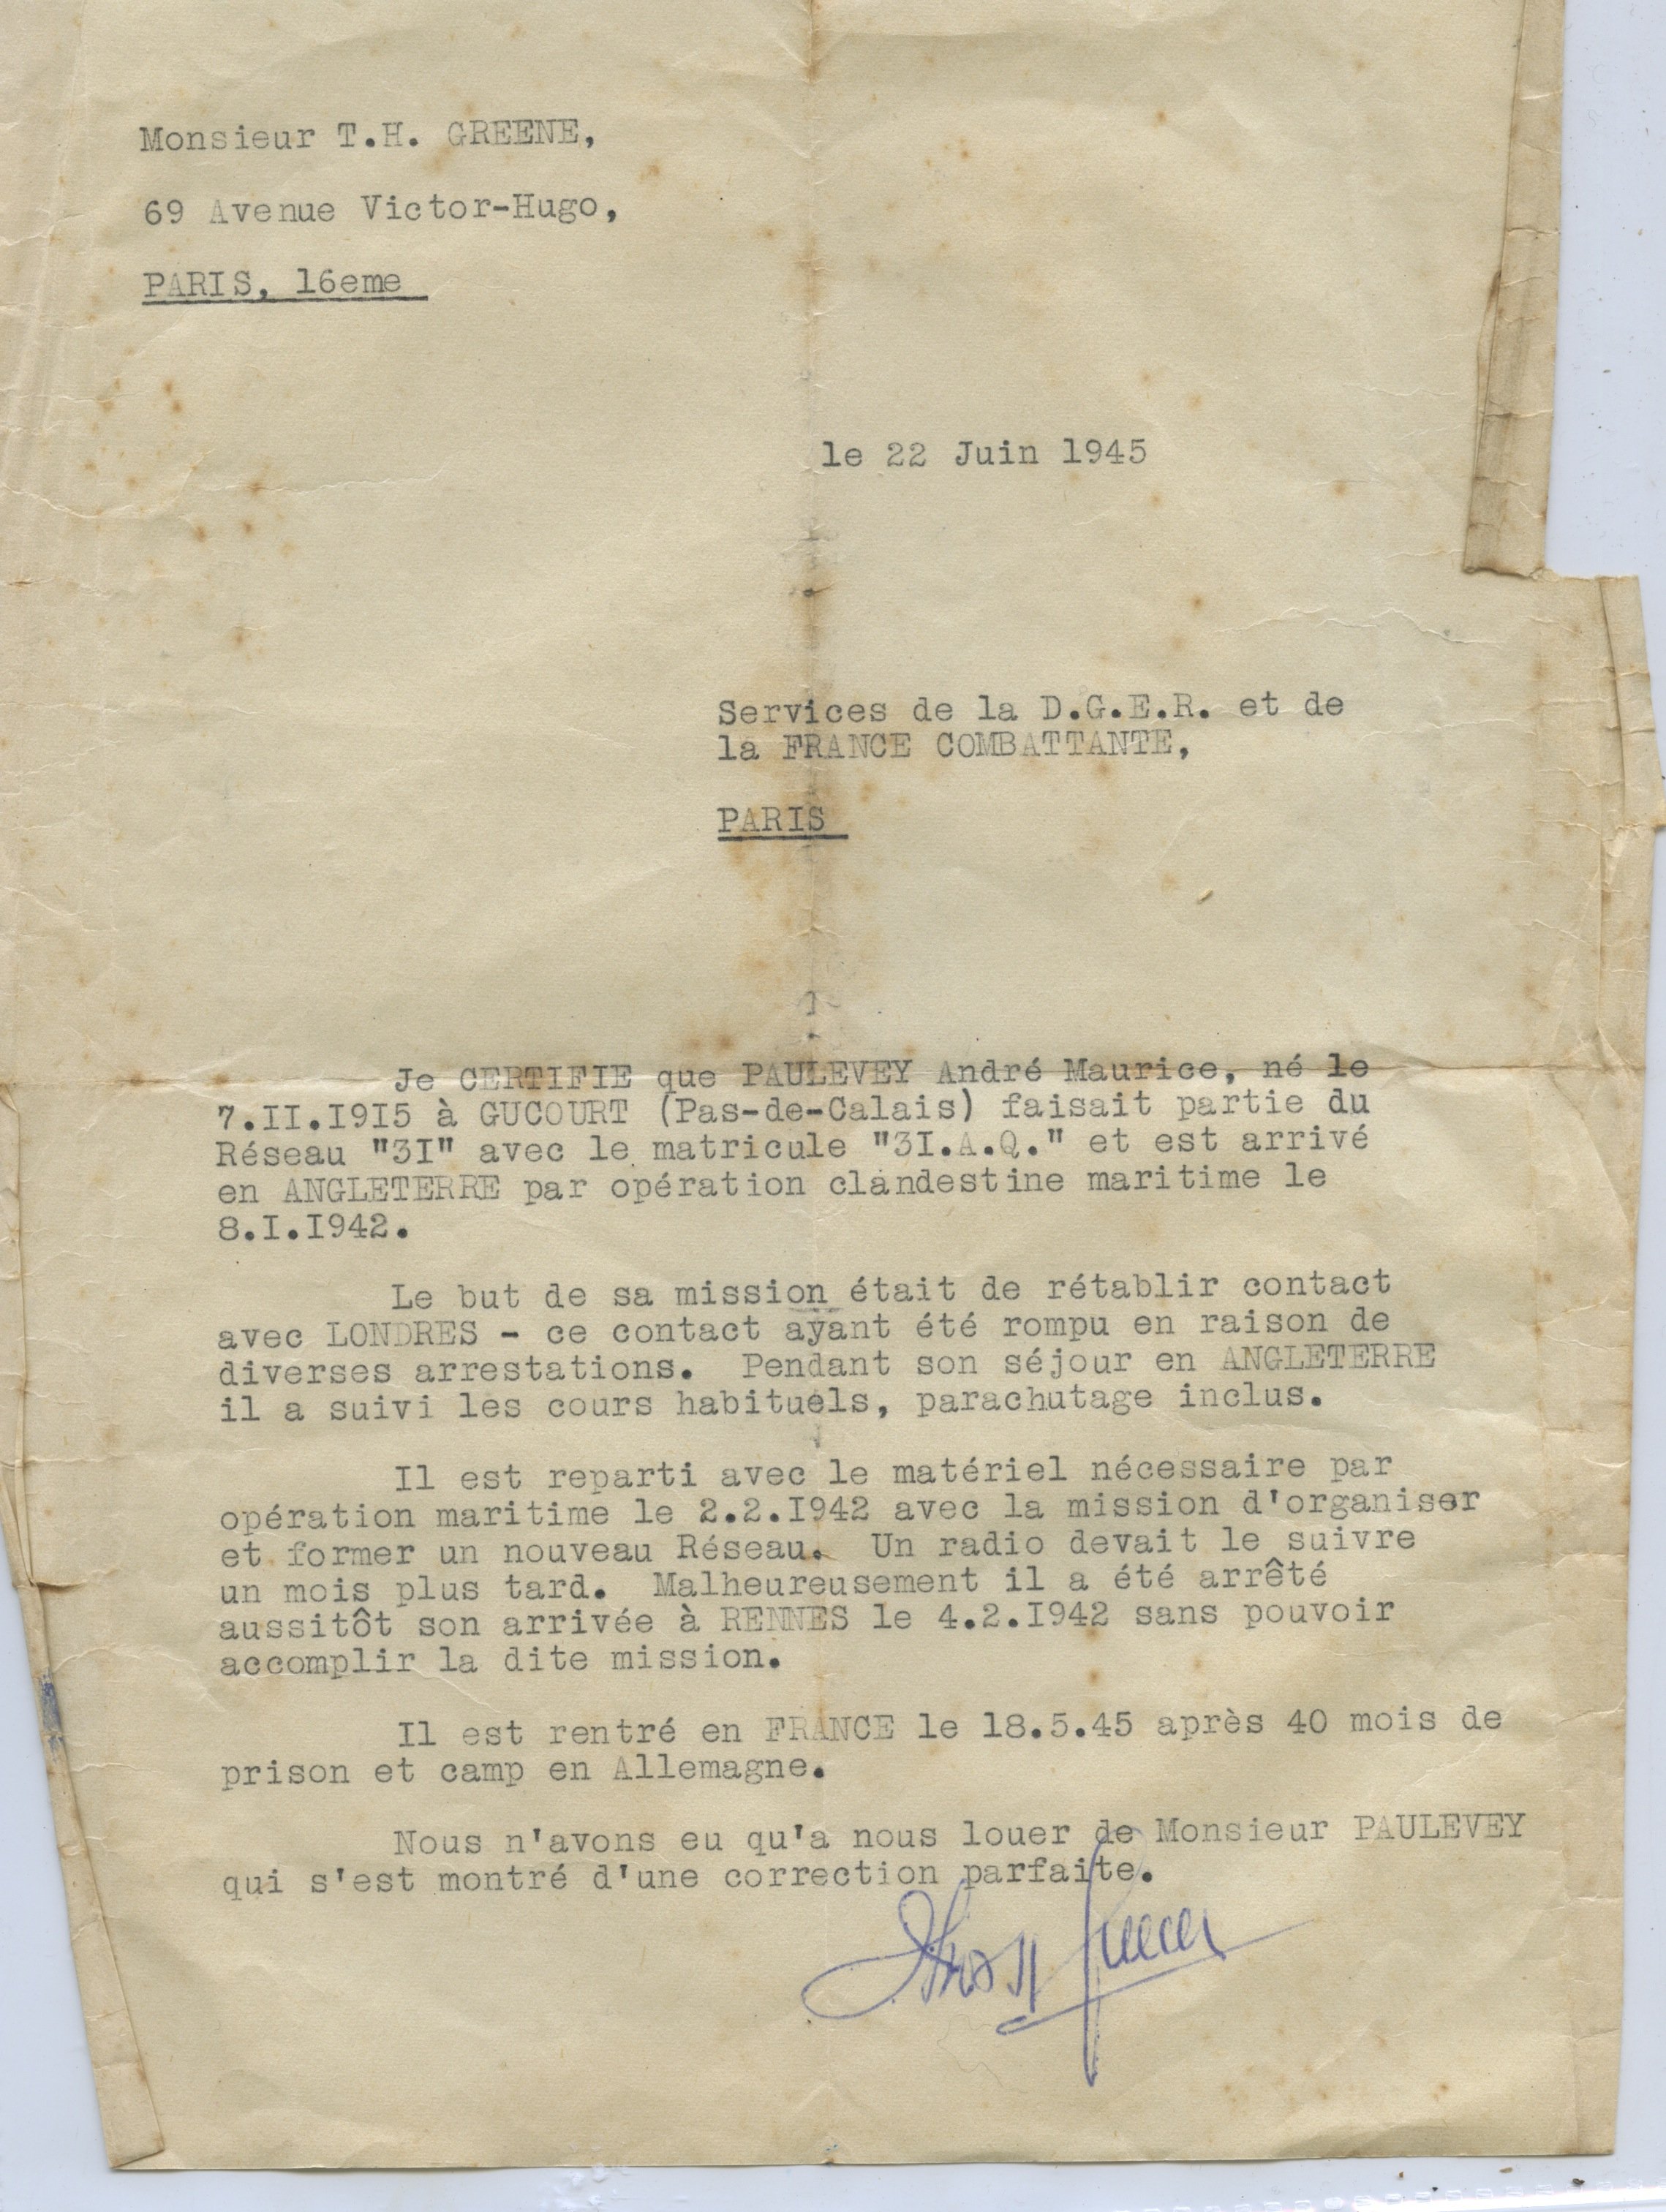 Monsieur T.H. GREENE,
69 Avenue Victor-Hugo,
PARIS, 16eme
le 22 Juin 1945
Services de la D.G.E.R. et de
la FRANCE COMBATTANTE,
PARIS
Je CERTIFIE que PAULEVEY André Maurice, né le
7.II.I9I5 à GUCOURT (Pas-de-Calais) faisait partie du
Réseau "3I" avec le matricule "3I.A.Q." et est arrivé
en ANGLETERRE par opération clandestine maritime le
8.I.I942.
Le but de sa mission était de rétablir contact
avec LONDRES - ce contact ayant été rompu en raison de
diverses arrestations. Pendant son séjour en ANGLETERRE
il a suivi les cours habituels, parachutage inclus.
Il est reparti avec le matériel nécessaire par
opération maritime le 2.2.I942 avec la mission d'organiser
et former un nouveau Réseau. Un radio devait le suivre
un mois plus tard. Malheureusement il a été arrêté
aussitôt son arrivée à RENNES le 4.2.I942 sans pouvoir
accomplir la dite mission.
Il est rentré en FRANCE le 18.5.45 après 40 mois de
prison et camp en Allemagne.
Nous n'avons eu qu'a nous louer de Monsieur PAULEVEY
qui s'est montré d'une correction parfaite.